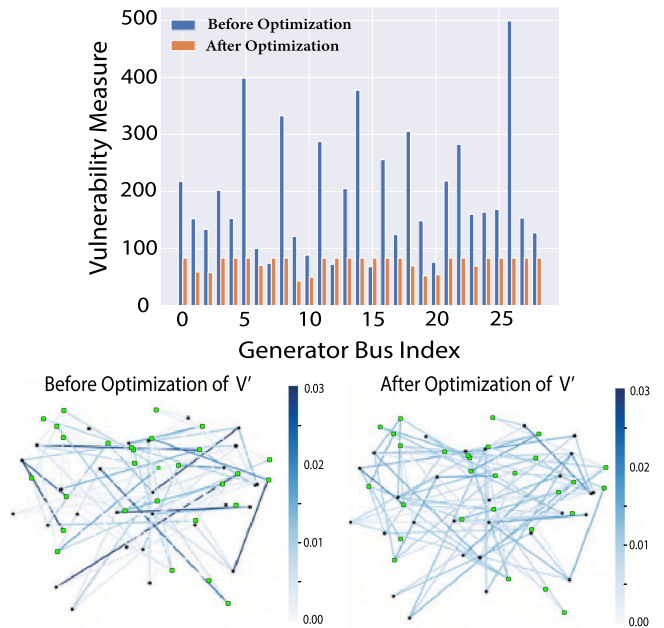 500
Before Optimization
After Optimization
400
300
200
100
0
Vulnerability Measure
0 5 10 15 20 25
Generator Bus Index
Before Optimization of V'
After Optimization of V'
0.03
0.02
0.01
0.00
0.03
0.02
0.01
0.00